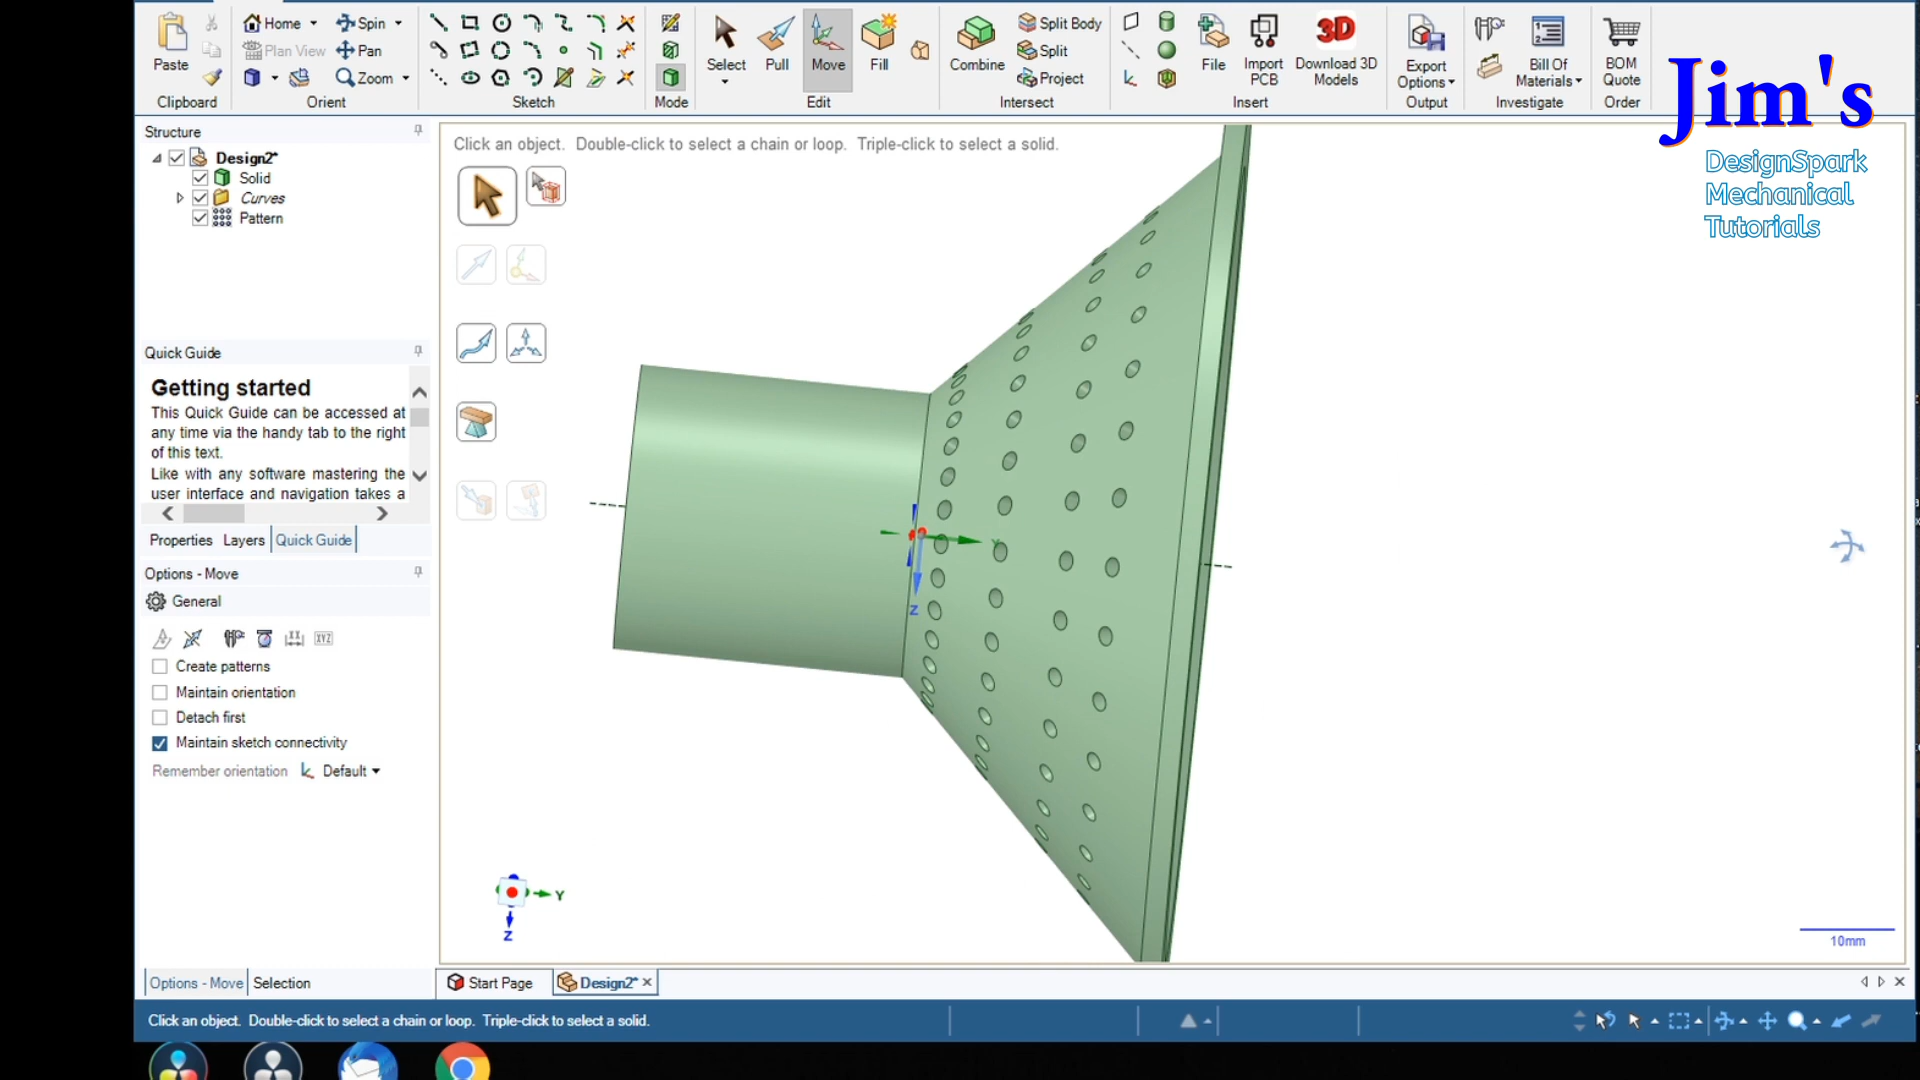 Paste
Clipboard
Home
Plan View
Spin
Pan
Zoom
Orient
Sketch
Mode
Select
Pull
Move
Fill
Edit
Combine
Split Body
Split
Project
Intersect
File
Import
PCB
Download 3D
Models
3D
Insert
Export
Options
Output
Bill Of
Materials
Investigate
BOM
Quote
Order
Jim's
DesignSpark
Mechanical
Tutorials
Structure
Design2*
Solid
Curves
Pattern
Quick Guide
Getting started
This Quick Guide can be accessed at
any time via the handy tab to the right
of this text.
Like with any software mastering the
user interface and navigation takes a
Properties Layers Quick Guide
Options - Move
General
XYZ
Create patterns
Maintain orientation
Detach first
Maintain sketch connectivity
Remember orientation Default
Options - Move Selection
Click an object. Double-click to select a chain or loop. Triple-click to select a solid.
Y
Z
Y
Z
10mm
Start Page
Design2*
Click an object. Double-click to select a chain or loop. Triple-click to select a solid.